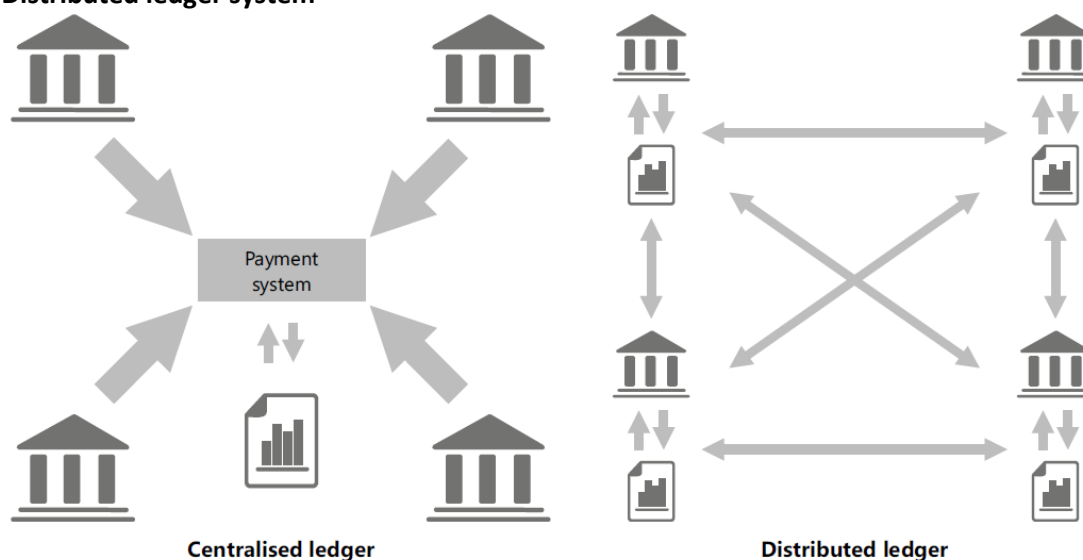 Distributed ledger system
Payment
system
Centralised ledger
Distributed ledger